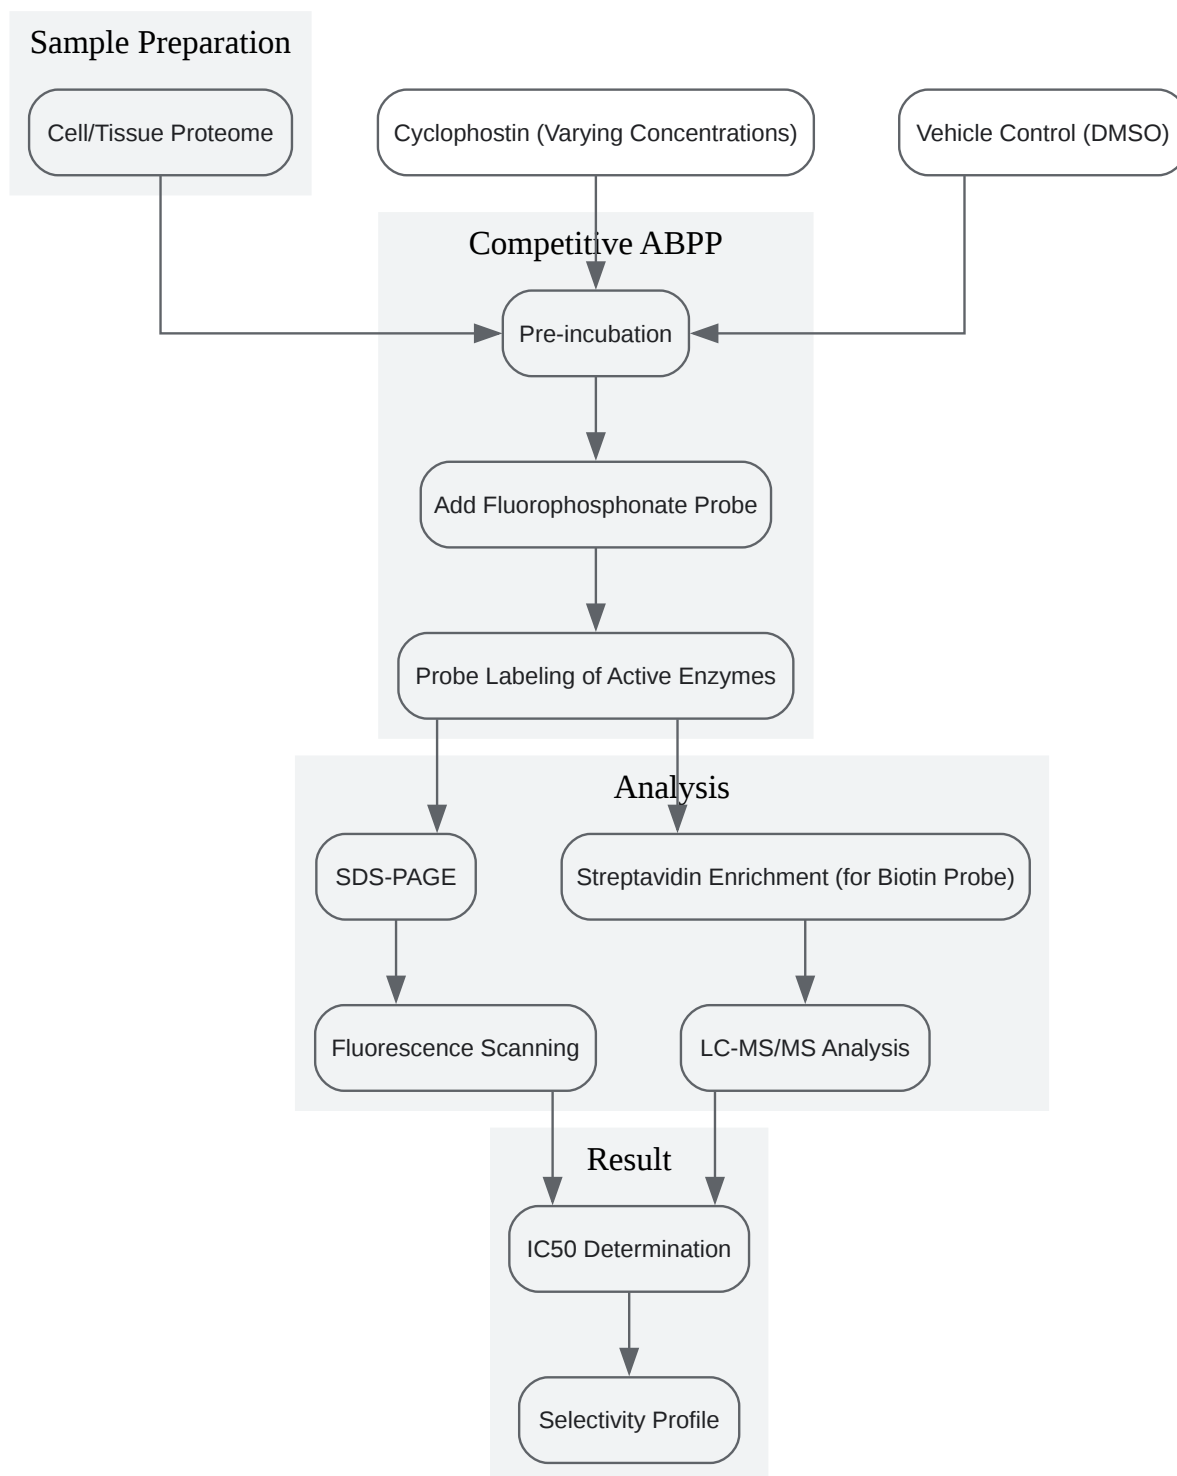 Sample Preparation
Cell/Tissue Proteome
Cyclophostin (Varying Concentrations)
Vehicle Control (DMSO)
Competitive ABPP
Pre-incubation
Add Fluorophosphonate Probe
Probe Labeling of Active Enzymes
Analysis
SDS-PAGE
Streptavidin Enrichment (for Biotin Probe)
Fluorescence Scanning
LC-MS/MS Analysis
Result
IC50 Determination
Selectivity Profile